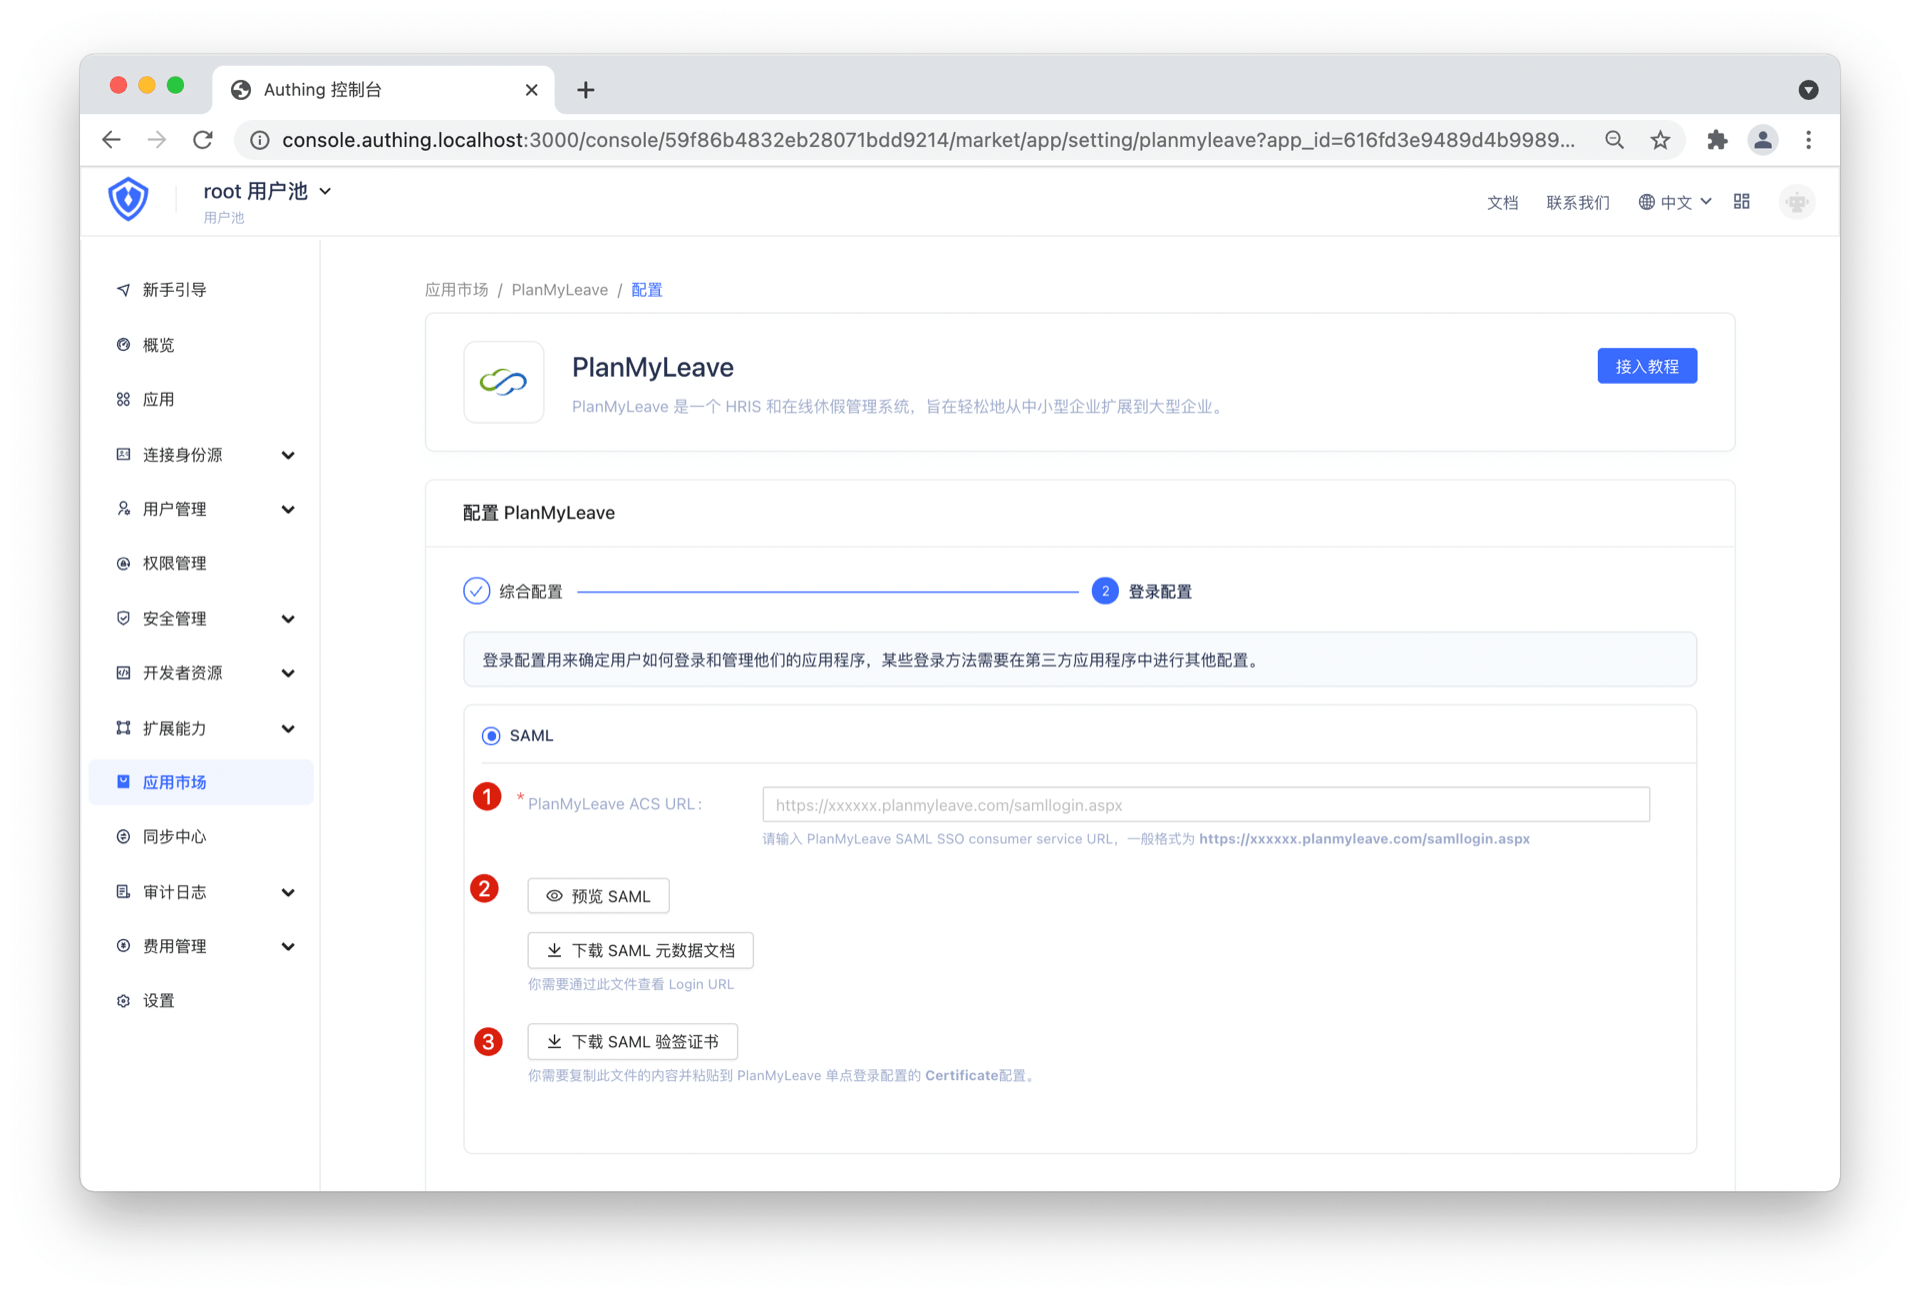 Authing 控制台
console.authing.localhost:3000/console/59f86b4832eb28071bdd9214/market/app/setting/planmyleave?app_id=616fd3e9489d4b9989...
root 用户池
用户池
文档
联系我们
中文
新手引导
概览
应用
连接身份源
用户管理
权限管理
安全管理
开发者资源
扩展能力
应用市场
同步中心
审计日志
费用管理
设置
应用市场 / PlanMyLeave / 配置
PlanMyLeave
PlanMyLeave 是一个 HRIS 和在线休假管理系统，旨在轻松地从中小型企业扩展到大型企业。
接入教程
配置 PlanMyLeave
综合配置
2 登录配置
登录配置用来确定用户如何登录和管理他们的应用程序，某些登录方法需要在第三方应用程序中进行其他配置。
SAML
1 * PlanMyLeave ACS URL :
https://xxxxxx.planmyleave.com/samllogin.aspx
请输入 PlanMyLeave SAML SSO consumer service URL，一般格式为 https://xxxxxx.planmyleave.com/samllogin.aspx
2 预览 SAML
下载 SAML 元数据文档
你需要通过此文件查看 Login URL
3 下载 SAML 验签证书
你需要复制此文件的内容并粘贴到 PlanMyLeave 单点登录配置的 Certificate配置。